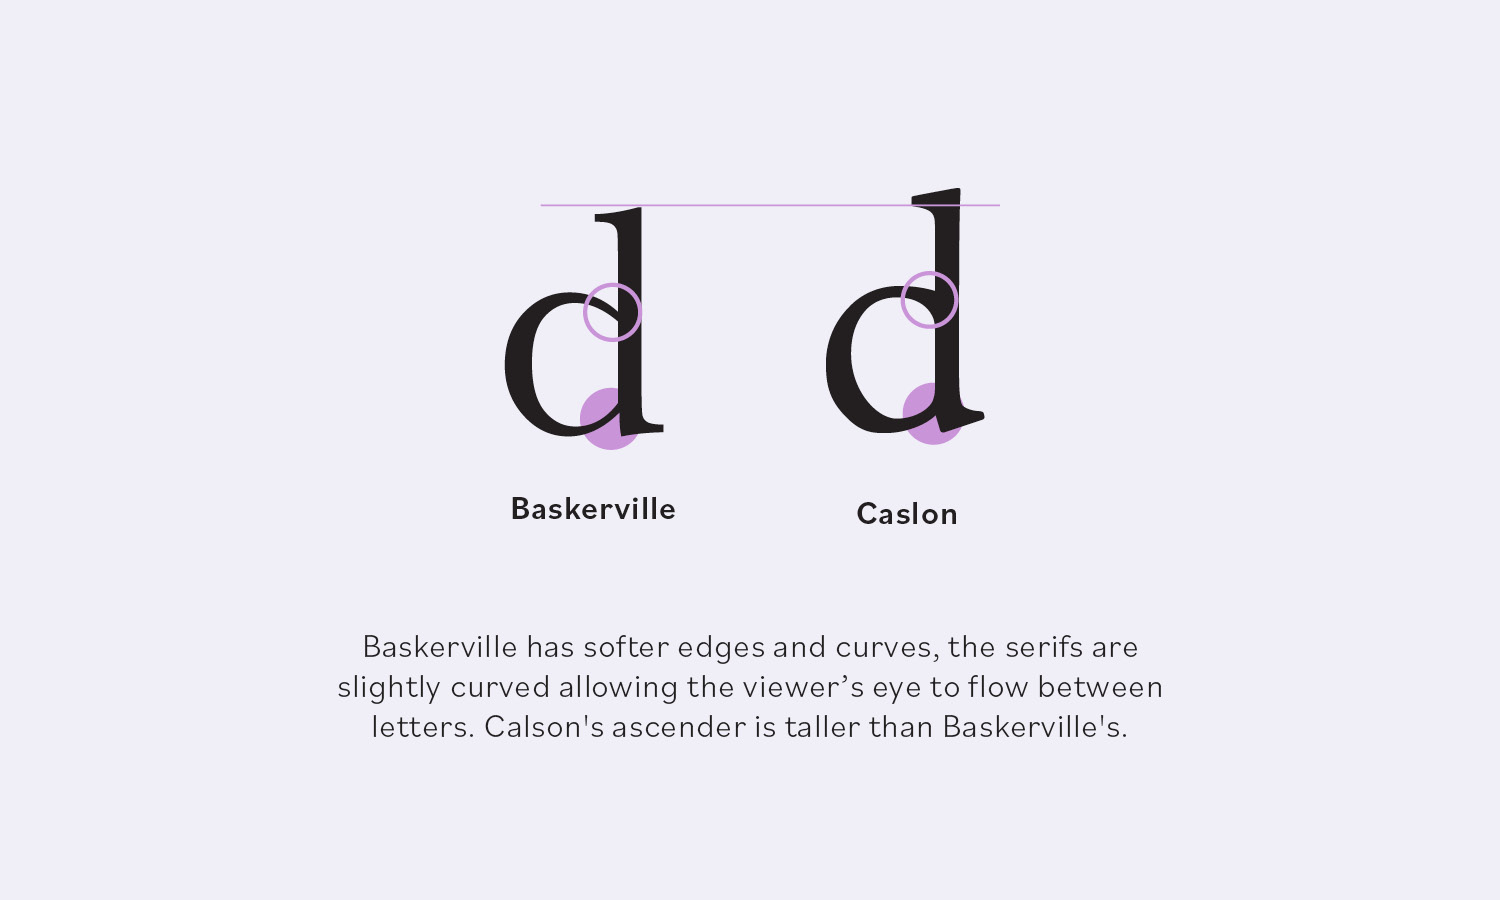 d d
Baskerville Caslon
Baskerville has softer edges and curves, the serifs are
slightly curved allowing the viewer’s eye to flow between
letters. Calson's ascender is taller than Baskerville's.